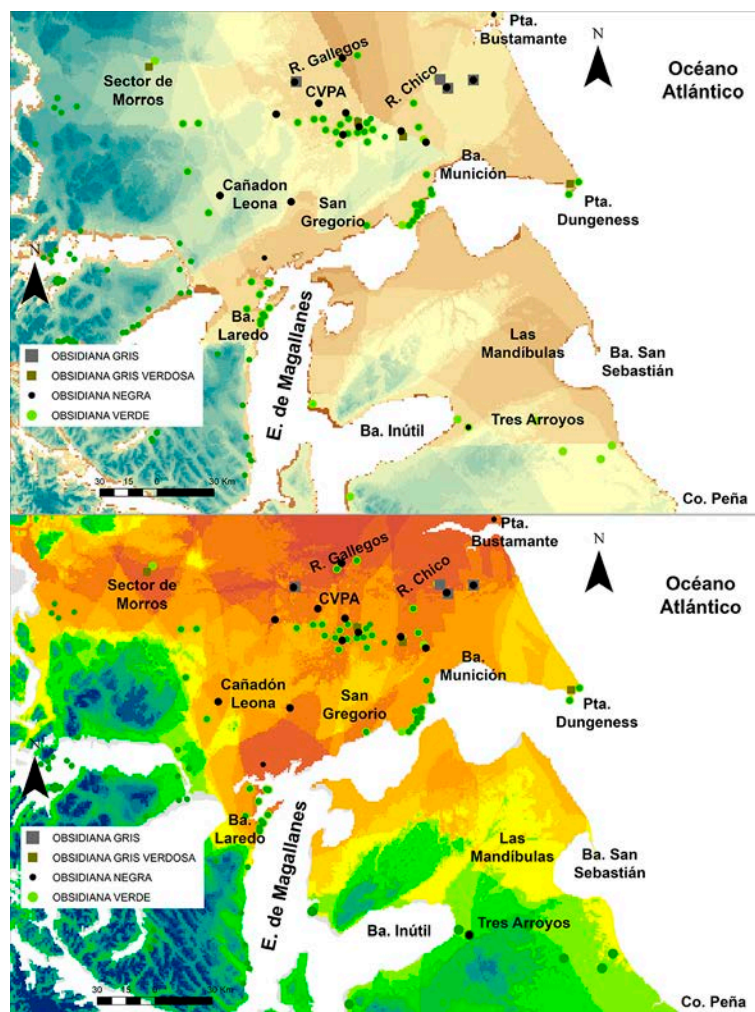 Pta.
Bustamante
N
R. Gallegos
Océano
Atlántico
Sector de
Morros
CVPA
R. Chico
Ba.
Munición
Cañadon
Leona
San
Gregorio
Pta.
Dungeness
N
Ba.
Laredo
E. de Magallanes
Las
Mandíbulas
Ba. San
Sebastián
OBSIDIANA GRIS
OBSIDIANA GRIS VERDOSA
OBSIDIANA NEGRA
OBSIDIANA VERDE
Ba. Inútil
Tres Arroyos
30 15 0 30 Km
Co. Peña
Pta.
Bustamante
N
R. Gallegos
Océano
Atlántico
Sector de
Morros
CVPA
R. Chico
Ba.
Munición
Cañadón
Leona
San
Gregorio
Pta.
Dungeness
N
Ba.
Laredo
E. de Magallanes
Las
Mandíbulas
Ba. San
Sebastián
OBSIDIANA GRIS
OBSIDIANA GRIS VERDOSA
OBSIDIANA NEGRA
OBSIDIANA VERDE
Ba. Inútil
Tres Arroyos
30 15 0 30 Km
Co. Peña